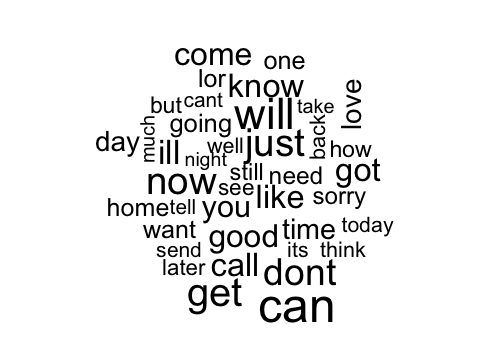 come one
lor know
but cant will take love
day much going just back
ill night well how
now see still need got
e
home tell you like sorry
want good time today
send its think
later call dont
get can